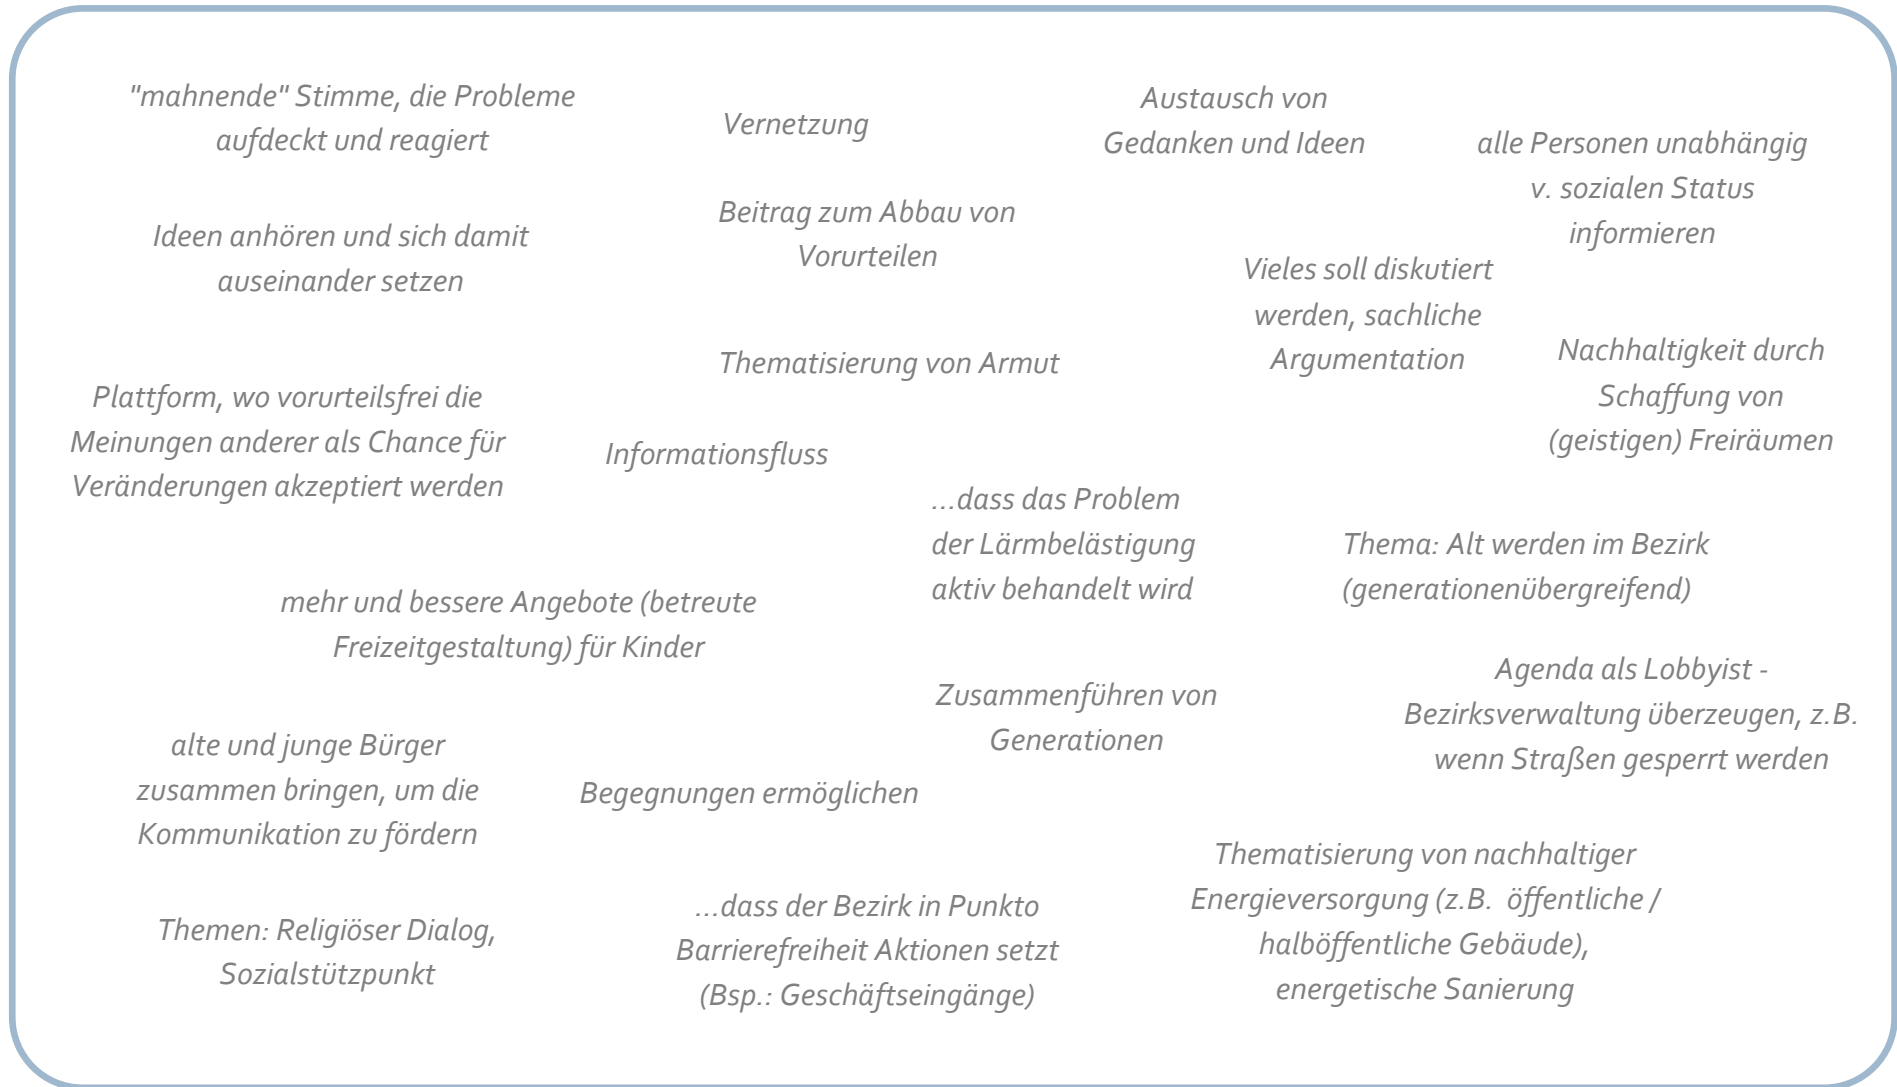 "mahnende" Stimme, die Probleme
aufdeckt und reagiert
Vernetzung
Austausch von
Gedanken und Ideen
alle Personen unabhängig
v. sozialen Status
informieren
Ideen anhören und sich damit
auseinander setzen
Beitrag zum Abbau von
Vorurteilen
Vieles soll diskutiert
werden, sachliche
Argumentation
Nachhaltigkeit durch
Schaffung von
(geistigen) Freiräumen
Thematisierung von Armut
Plattform, wo vorurteilsfrei die
Meinungen anderer als Chance für
Veränderungen akzeptiert werden
Informationsfluss
...dass das Problem
der Lärmbelästigung
aktiv behandelt wird
Thema: Alt werden im Bezirk
(generationenübergreifend)
mehr und bessere Angebote (betreute
Freizeitgestaltung) für Kinder
Zusammenführen von
Generationen
Agenda als Lobbyist -
Bezirksverwaltung überzeugen, z.B.
wenn Straßen gesperrt werden
alte und junge Bürger
zusammen bringen, um die
Kommunikation zu fördern
Begegnungen ermöglichen
Thematisierung von nachhaltiger
Energieversorgung (z.B. öffentliche /
halböffentliche Gebäude),
energetische Sanierung
Themen: Religiöser Dialog,
Sozialstützpunkt
...dass der Bezirk in Punkto
Barrierefreiheit Aktionen setzt
(Bsp.: Geschäftseingänge)